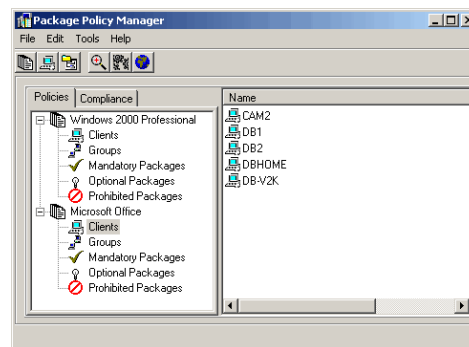 Package Policy Manager
File Edit Tools Help
Policies Compliance
Windows 2000 Professional
Clients
Groups
Mandatory Packages
Optional Packages
Prohibited Packages
Microsoft Office
Clients
Groups
Mandatory Packages
Optional Packages
Prohibited Packages
Name
CAM2
DB1
DB2
DBHOME
DB-V2K